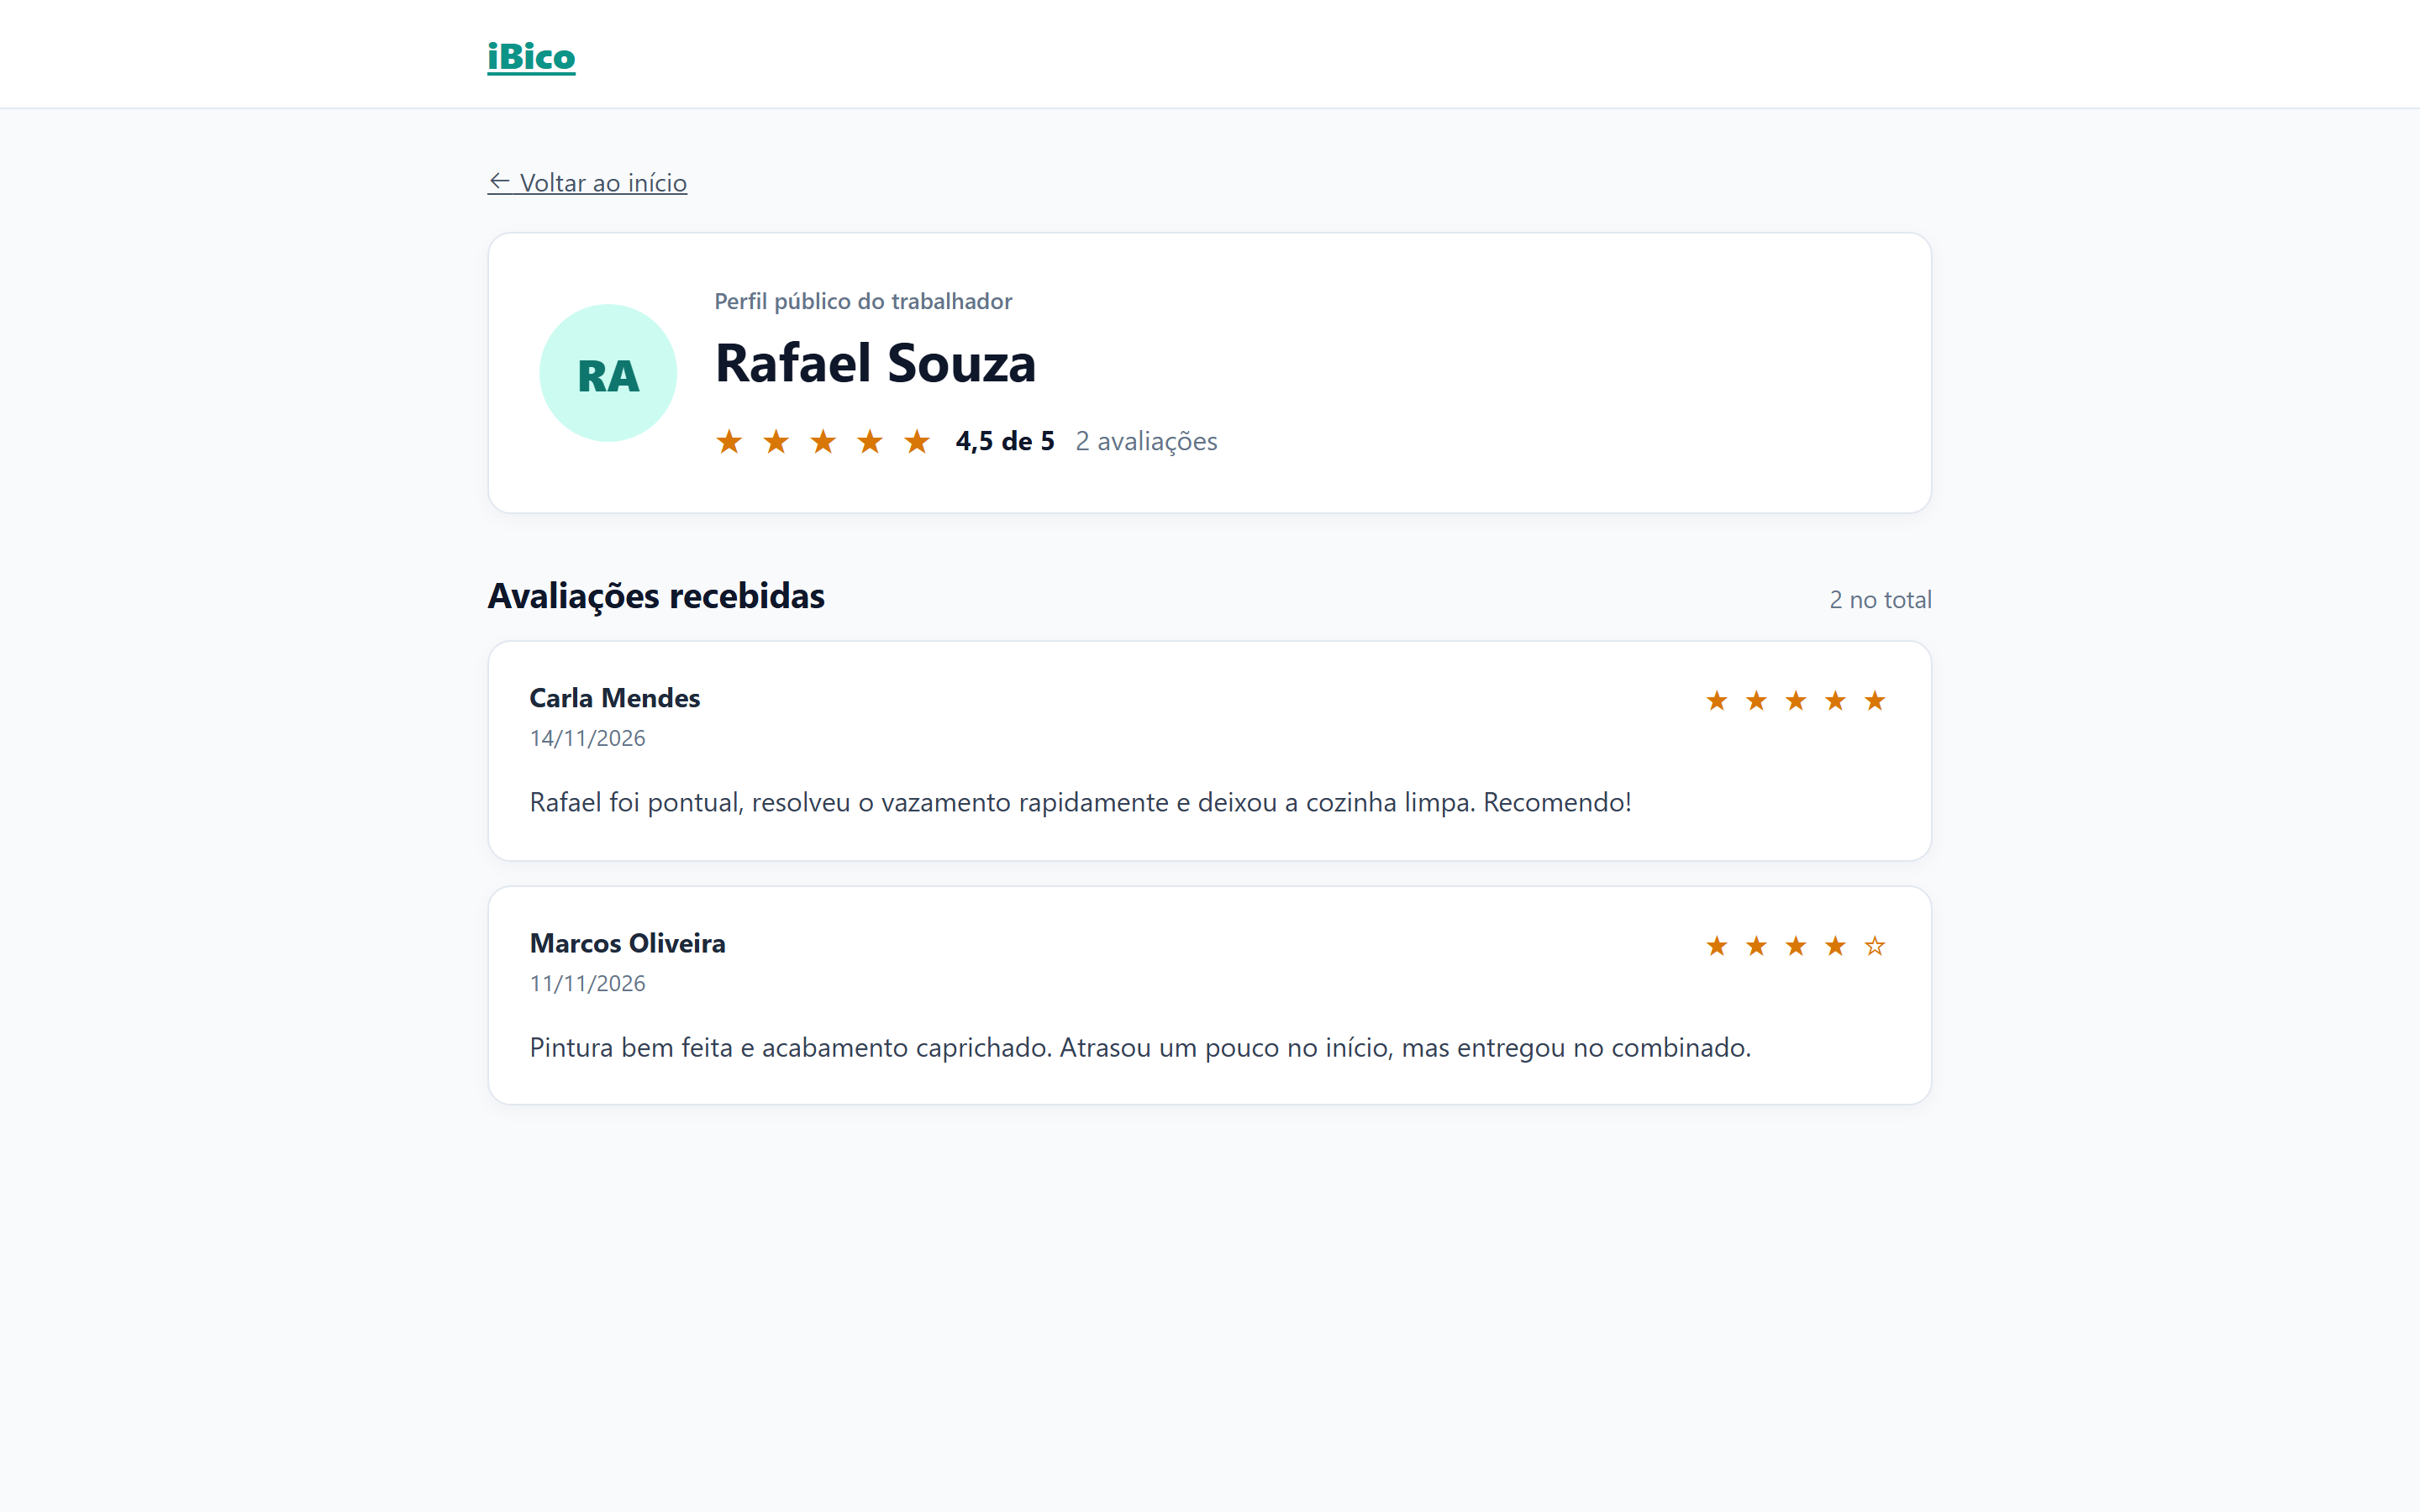 iBico
← Voltar ao início
RA
Perfil público do trabalhador
Rafael Souza
★ ★ ★ ★ ★ 4,5 de 5 2 avaliações
Avaliações recebidas
2 no total
Carla Mendes
★ ★ ★ ★ ★
14/11/2026
Rafael foi pontual, resolveu o vazamento rapidamente e deixou a cozinha limpa. Recomendo!
Marcos Oliveira
★ ★ ★ ★ ☆
11/11/2026
Pintura bem feita e acabamento caprichado. Atrasou um pouco no início, mas entregou no combinado.